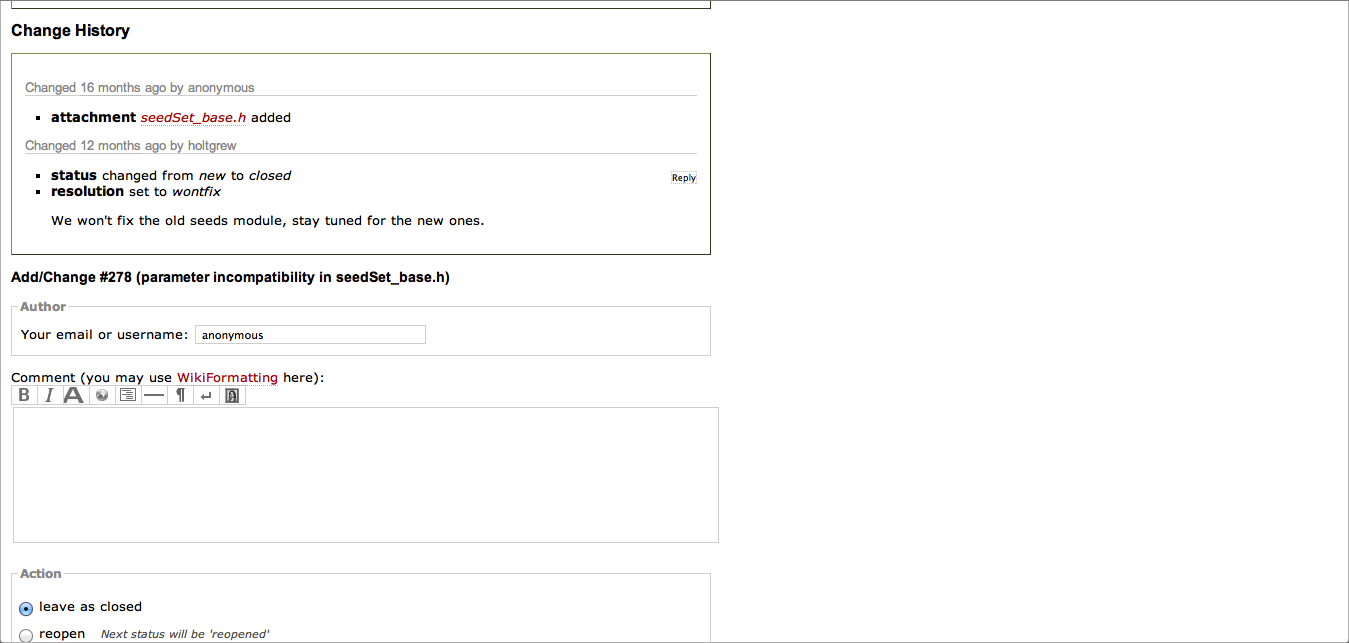 Change History
Changed 16 months ago by anonymous
attachment seedSet_base.h added
Changed 12 months ago by holtgrew
status changed from new to closed
Reply
resolution set to wontfix
We won't fix the old seeds module, stay tuned for the new ones.
Add/Change #278 (parameter incompatibility in seedSet_base.h)
Author
Your email or username: anonymous
Comment (you may use WikiFormatting here):
B I A ¶ ↵
Action
leave as closed
reopen Next status will be 'reopened'